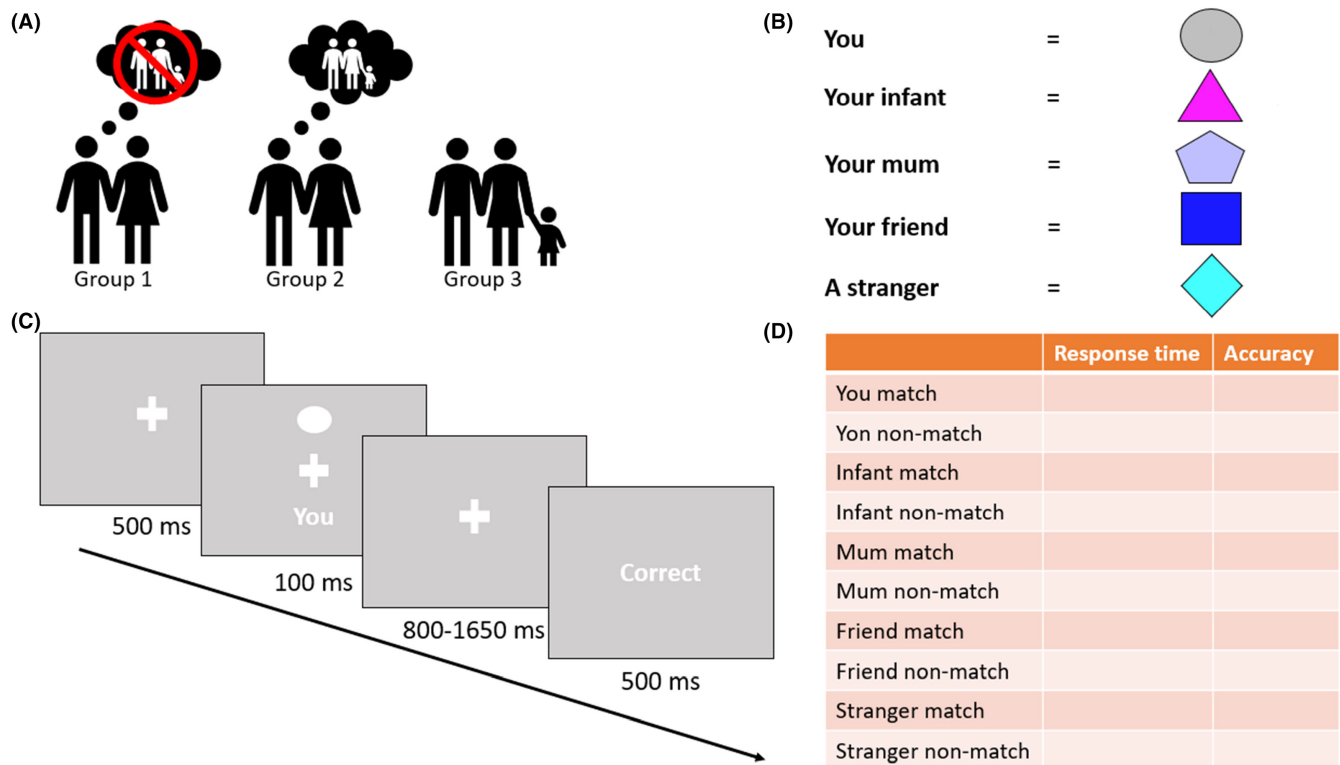 (A)
Group 1
Group 2
Group 3
(B)
You =
Your infant =
Your mum =
Your friend =
A stranger =
(C)
500 ms
You
100 ms
800-1650 ms
Correct
500 ms
(D)
Response time Accuracy
You match
Yon non-match
Infant match
Infant non-match
Mum match
Mum non-match
Friend match
Friend non-match
Stranger match
Stranger non-match